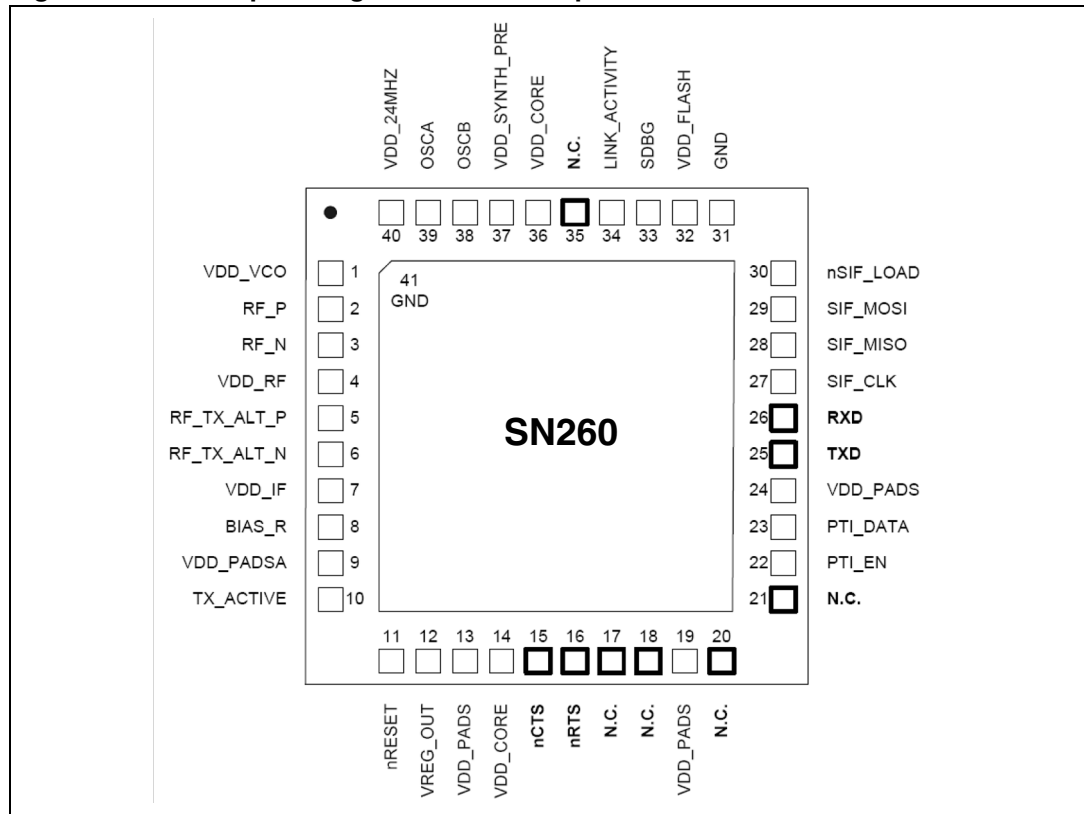 VDD_24MHZ
OSCA
OSCB
VDD_SYNTH_PRE
VDD_CORE
N.C.
LINK_ACTIVITY
SDBG
VDD_FLASH
GND
40 39 38 37 36 35 34 33 32 31
VDD_VCO 1
RF_P 2
RF_N 3
VDD_RF 4
RF_TX_ALT_P 5
RF_TX_ALT_N 6
VDD_IF 7
BIAS_R 8
VDD_PADSA 9
TX_ACTIVE 10
41
GND
SN260
30 nSIF_LOAD
29 SIF_MOSI
28 SIF_MISO
27 SIF_CLK
26 RXD
25 TXD
24 VDD_PADS
23 PTI_DATA
22 PTI_EN
21 N.C.
11 12 13 14 15 16 17 18 19 20
nRESET
VREG_OUT
VDD_PADS
VDD_CORE
nCTS
nRTS
N.C.
N.C.
VDD_PADS
N.C.